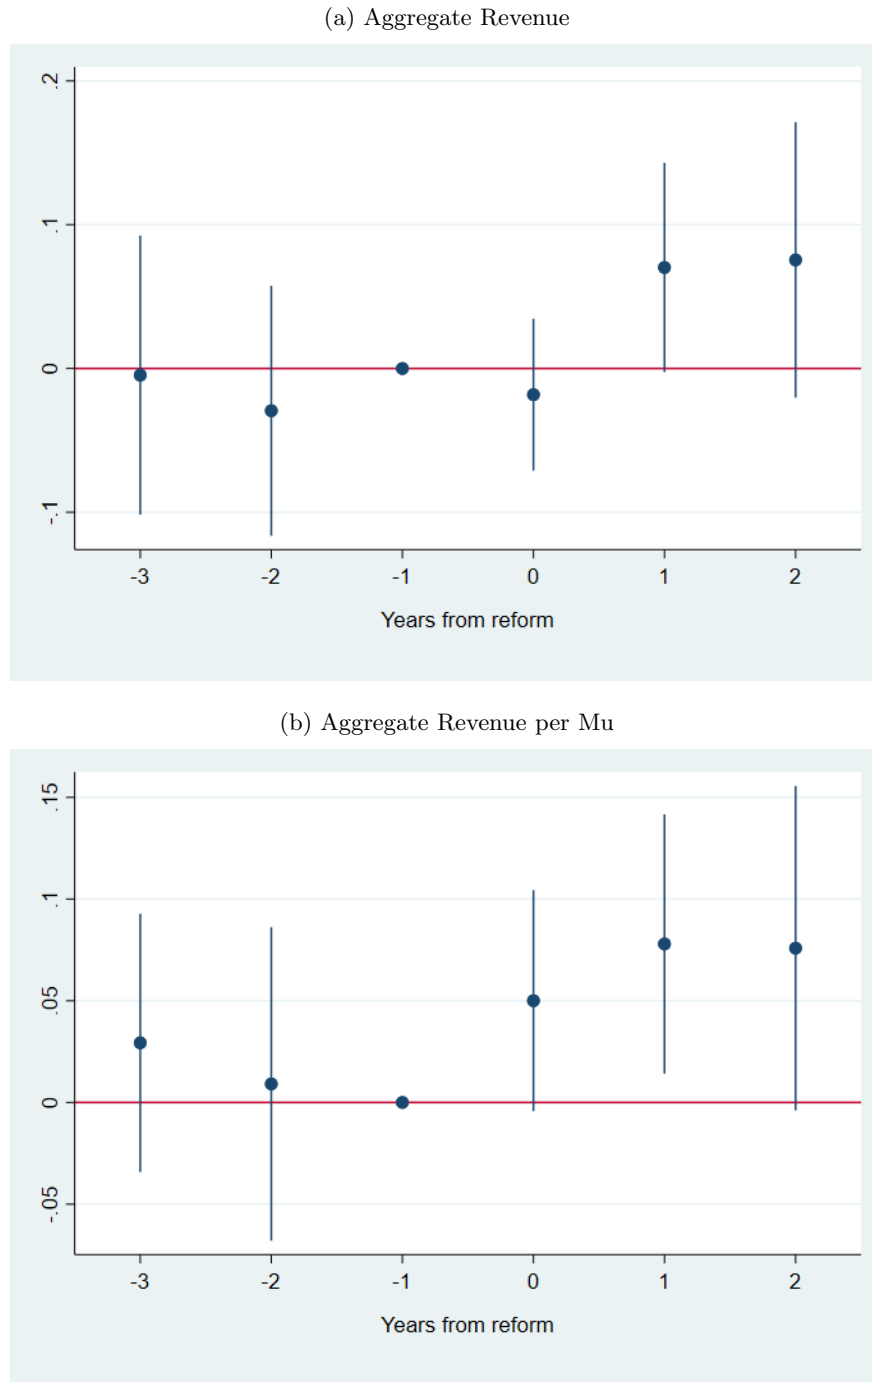 (a) Aggregate Revenue
.2
.1
0
-.1
-3 -2 -1 0 1 2
Years from reform
(b) Aggregate Revenue per Mu
.15
.1
.05
0
-.05
-3 -2 -1 0 1 2
Years from reform